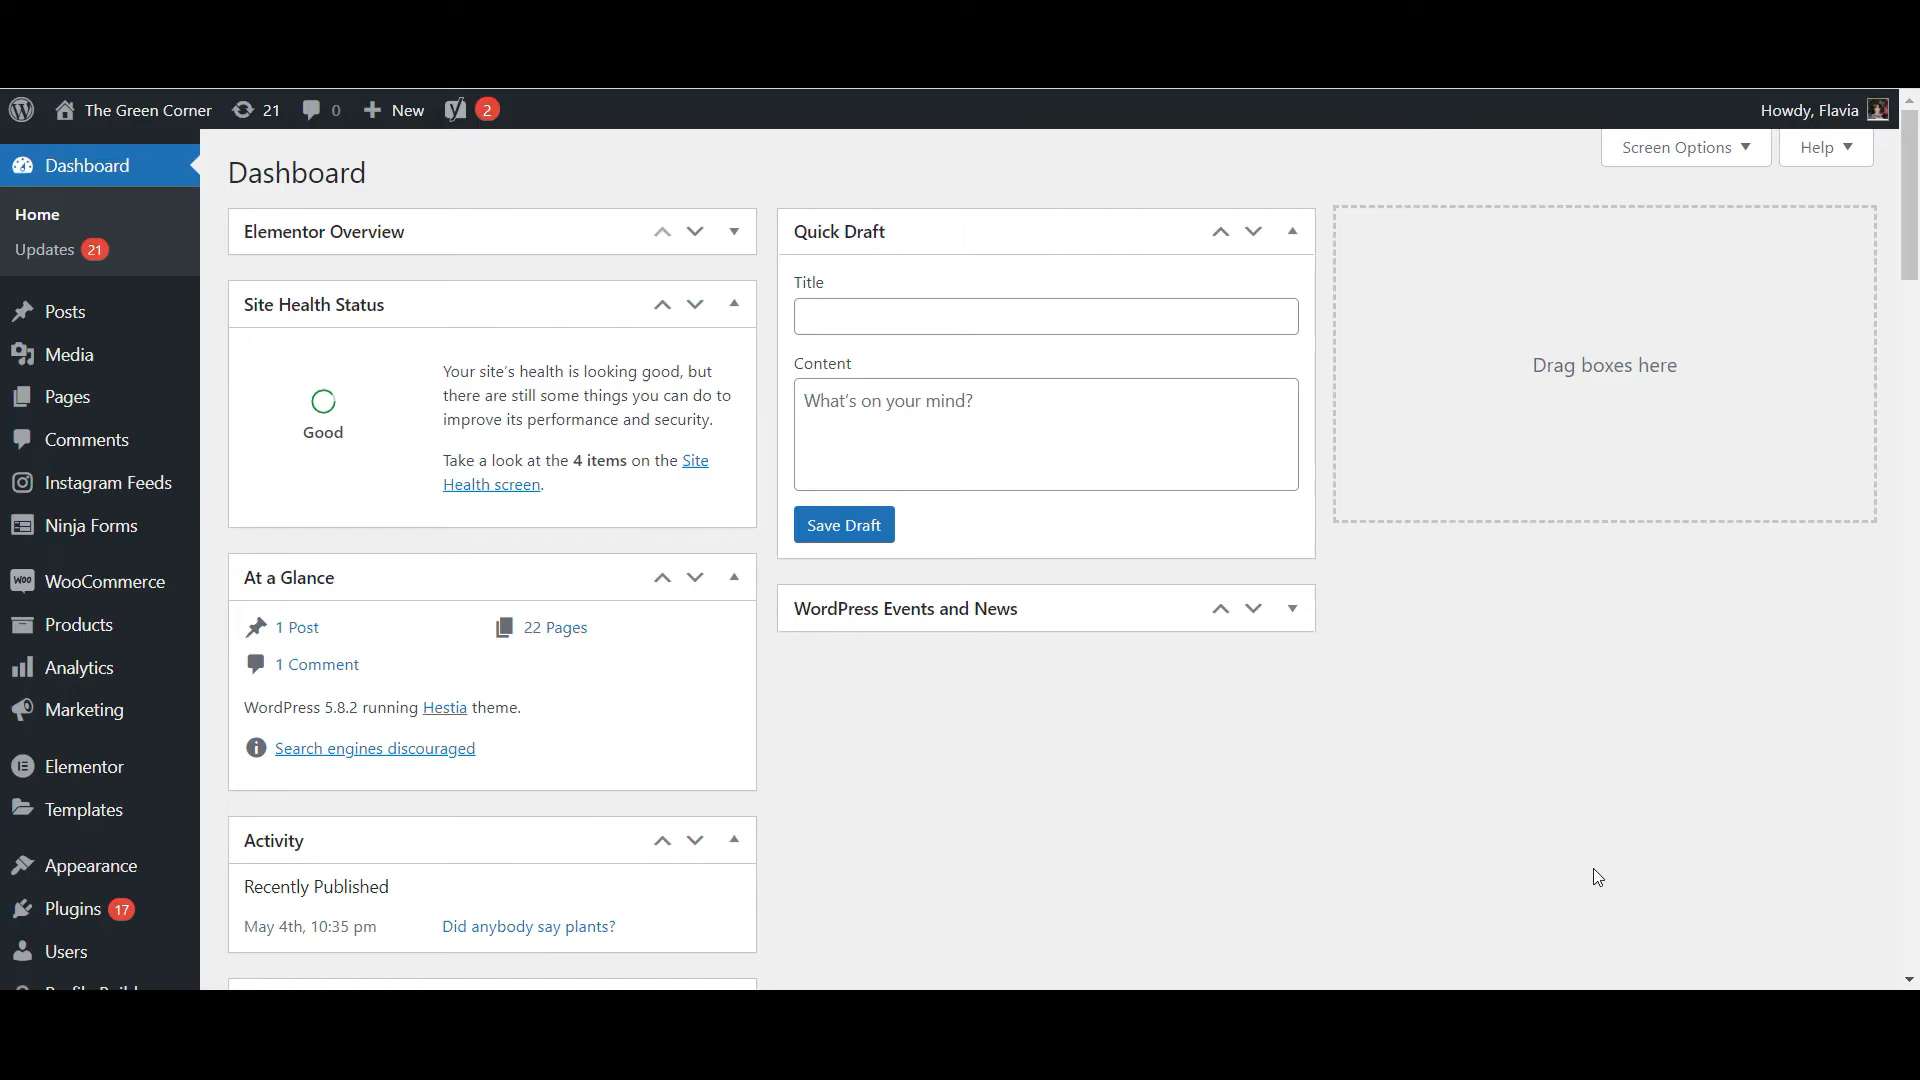 The Green Corner 21 0 New 2 Howdy, Flavia
Screen Options Help
Dashboard
Home
Updates 21
Posts
Media
Pages
Comments
Instagram Feeds
Ninja Forms
WooCommerce
Products
Analytics
Marketing
Elementor
Templates
Appearance
Plugins 17
Users
Dashboard
Elementor Overview
Site Health Status
Good
Your site's health is looking good, but
there are still some things you can do to
improve its performance and security.
Take a look at the 4 items on the Site
Health screen.
At a Glance
1 Post 22 Pages
1 Comment
WordPress 5.8.2 running Hestia theme.
Search engines discouraged
Activity
Recently Published
May 4th, 10:35 pm Did anybody say plants?
Quick Draft
Title
Content
What's on your mind?
Save Draft
WordPress Events and News
Drag boxes here